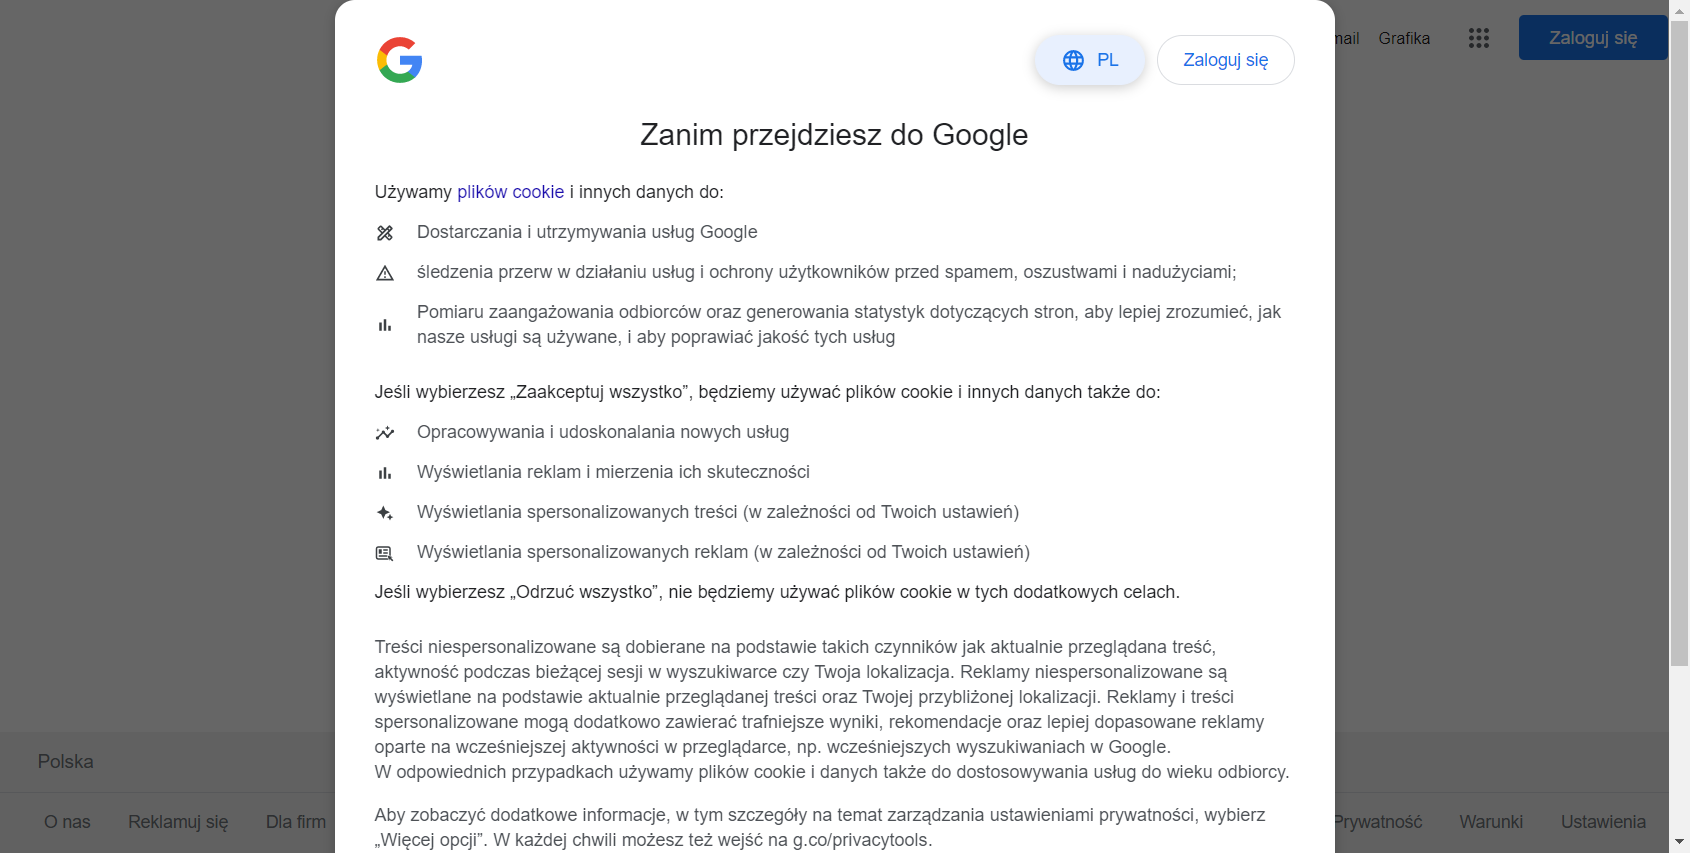 mail Grafika Zaloguj się
PL Zaloguj się
Zanim przejdziesz do Google
Używamy plików cookie i innych danych do:
Dostarczania i utrzymywania usług Google
śledzenia przerw w działaniu usług i ochrony użytkowników przed spamem, oszustwami i nadużyciami;
Pomiaru zaangażowania odbiorców oraz generowania statystyk dotyczących stron, aby lepiej zrozumieć, jak
nasze usługi są używane, i aby poprawiać jakość tych usług
Jeśli wybierzesz „Zaakceptuj wszystko”, będziemy używać plików cookie i innych danych także do:
Opracowywania i udoskonalania nowych usług
Wyświetlania reklam i mierzenia ich skuteczności
Wyświetlania spersonalizowanych treści (w zależności od Twoich ustawień)
Wyświetlania spersonalizowanych reklam (w zależności od Twoich ustawień)
Jeśli wybierzesz „Odrzuć wszystko”, nie będziemy używać plików cookie w tych dodatkowych celach.
Treści niespersonalizowane są dobierane na podstawie takich czynników jak aktualnie przeglądana treść,
aktywność podczas bieżącej sesji w wyszukiwarce czy Twoja lokalizacja. Reklamy niespersonalizowane są
wyświetlane na podstawie aktualnie przeglądanej treści oraz Twojej przybliżonej lokalizacji. Reklamy i treści
spersonalizowane mogą dodatkowo zawierać trafniejsze wyniki, rekomendacje oraz lepiej dopasowane reklamy
oparte na wcześniejszej aktywności w przeglądarce, np. wcześniejszych wyszukiwaniach w Google.
W odpowiednich przypadkach używamy plików cookie i danych także do dostosowywania usług do wieku odbiorcy.
Aby zobaczyć dodatkowe informacje, w tym szczegóły na temat zarządzania ustawieniami prywatności, wybierz
„Więcej opcji”. W każdej chwili możesz też wejść na g.co/privacytools.
Polska
O nas Reklamuj się Dla firm Prywatność Warunki Ustawienia